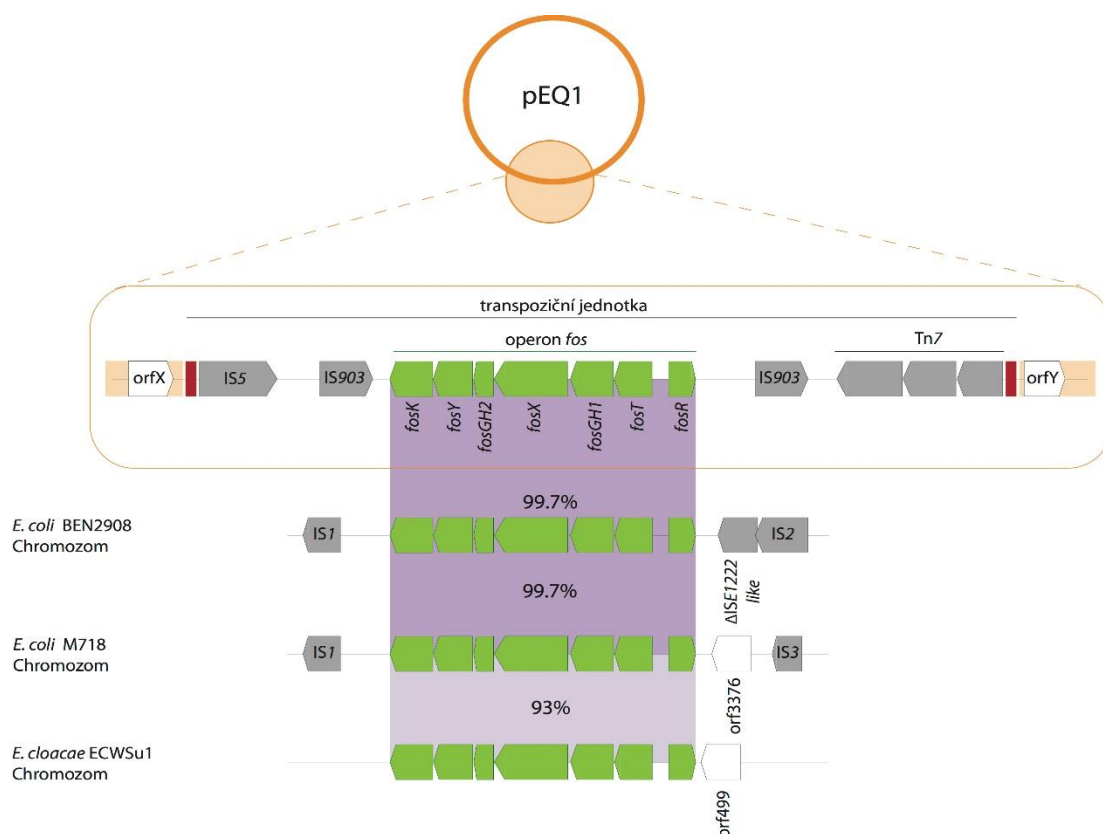 pEQ1
transpoziční jednotka
operon fos
Tn7
orfX
IS5
IS903
IS903
orfY
fosK
fosY
fosGH2
fosX
fosGH1
fosT
fosR
99.7%
E. coli BEN2908
Chromozom
IS1
IS2
ΔISE1222
like
99.7%
E. coli M718
Chromozom
IS1
IS3
orf3376
93%
E. cloacae ECWSu1
Chromozom
orf499